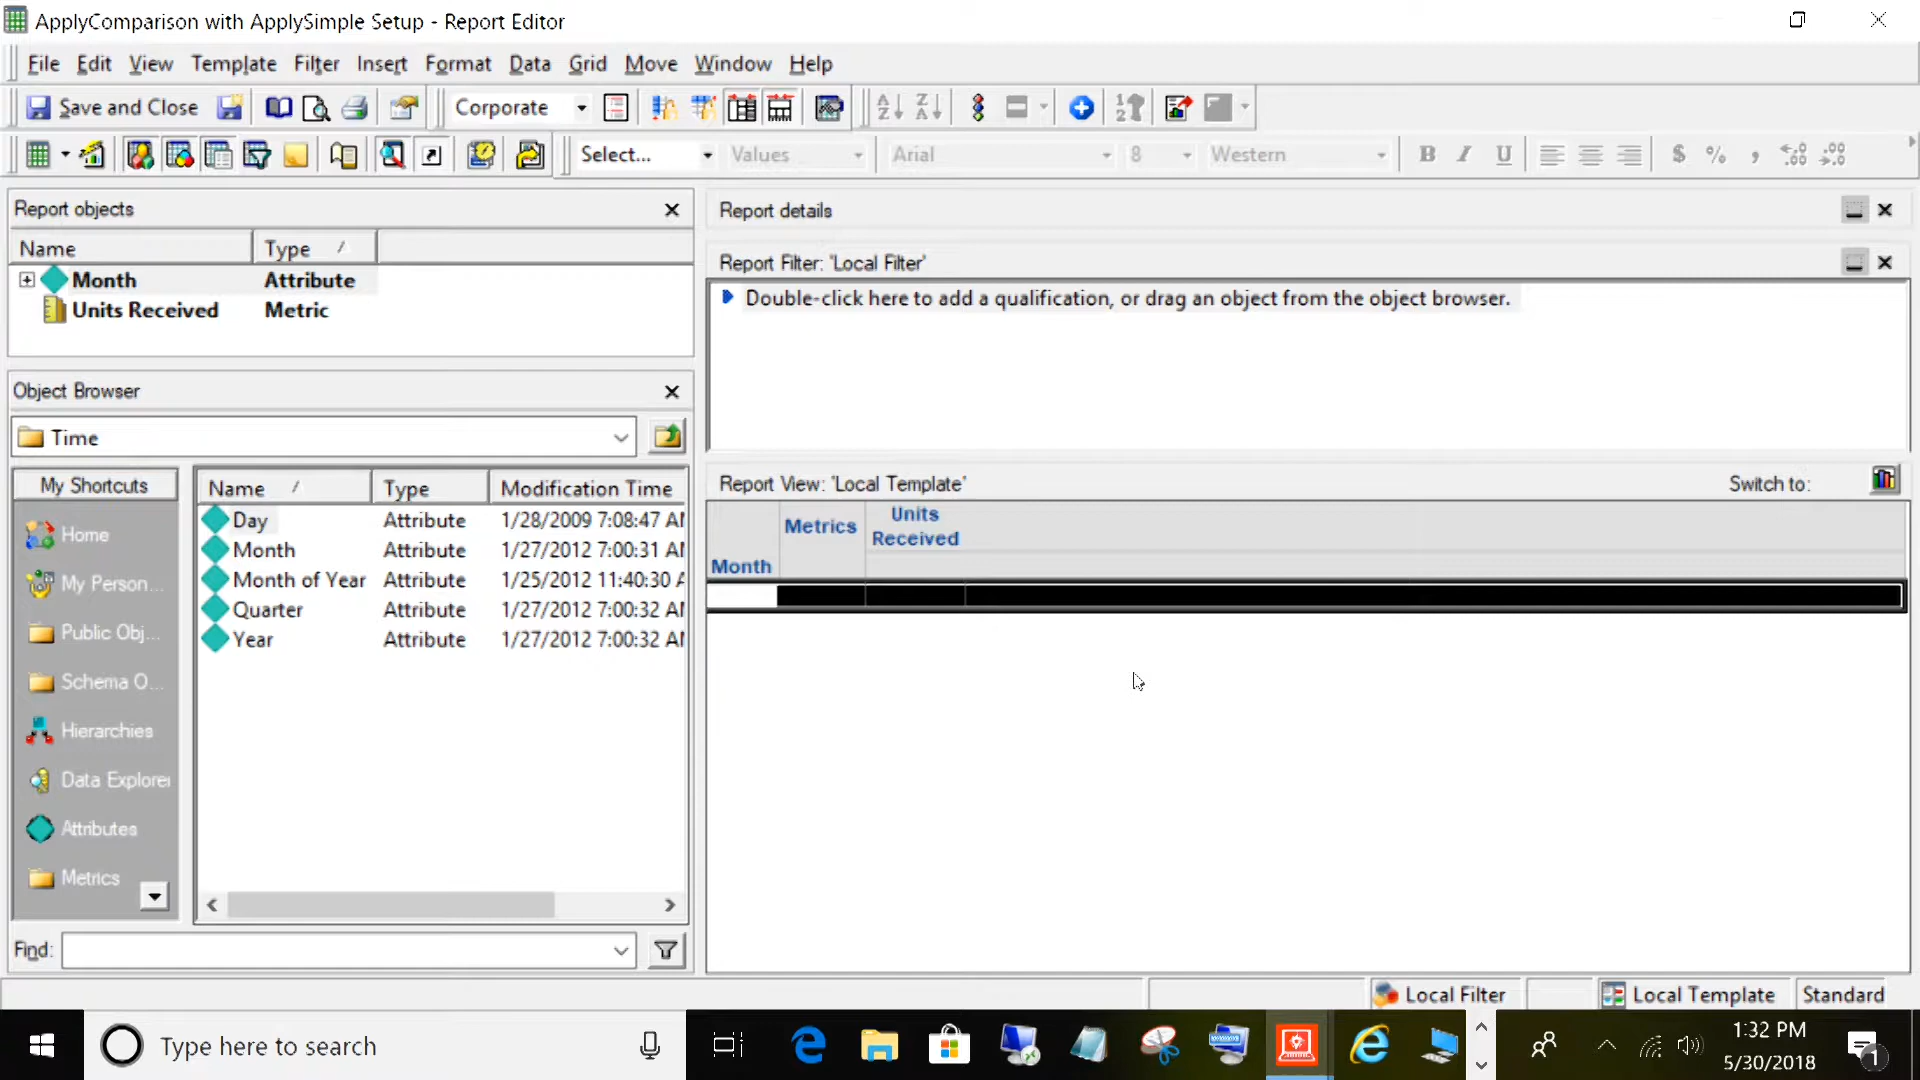 ApplyComparison with ApplySimple Setup - Report Editor
File Edit View Template Filter Insert Format Data Grid Move Window Help
Save and Close Corporate
Select... Values Arial 8 Western B I U $ % ,
Report objects
Name Type
Month Attribute
Units Received Metric
Object Browser
Time
My Shortcuts
Home
My Person...
Public Obj...
Schema O...
Hierarchies
Data Explorer
Attributes
Metrics
Name Type Modification Time
Day Attribute 1/28/2009 7:08:47 AM
Month Attribute 1/27/2012 7:00:31 AM
Month of Year Attribute 1/25/2012 11:40:30 A
Quarter Attribute 1/27/2012 7:00:32 AM
Year Attribute 1/27/2012 7:00:32 AM
Find:
Report details
Report Filter: 'Local Filter'
Double-click here to add a qualification, or drag an object from the object browser.
Report View: 'Local Template' Switch to:
Metrics Units Received
Month
Local Filter Local Template Standard
Type here to search
1:32 PM
5/30/2018
1